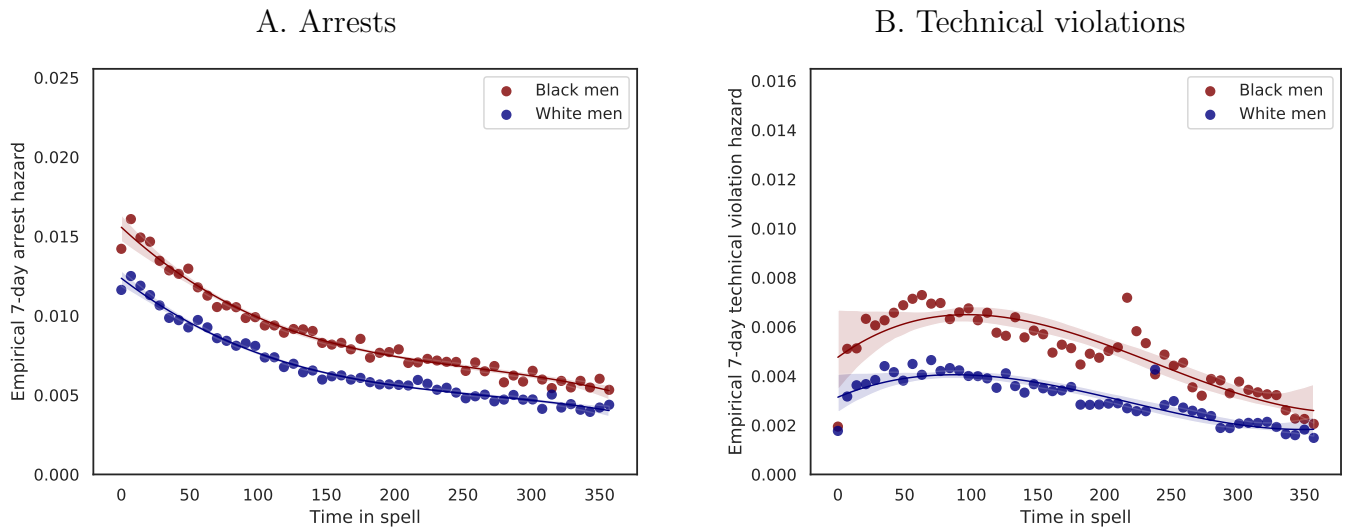 A. Arrests
Empirical 7-day arrest hazard
0.025
0.020
0.015
0.010
0.005
0.000
Black men
White men
0 50 100 150 200 250 300 350
Time in spell
B. Technical violations
Empirical 7-day technical violation hazard
0.016
0.014
0.012
0.010
0.008
0.006
0.004
0.002
0.000
Black men
White men
0 50 100 150 200 250 300 350
Time in spell